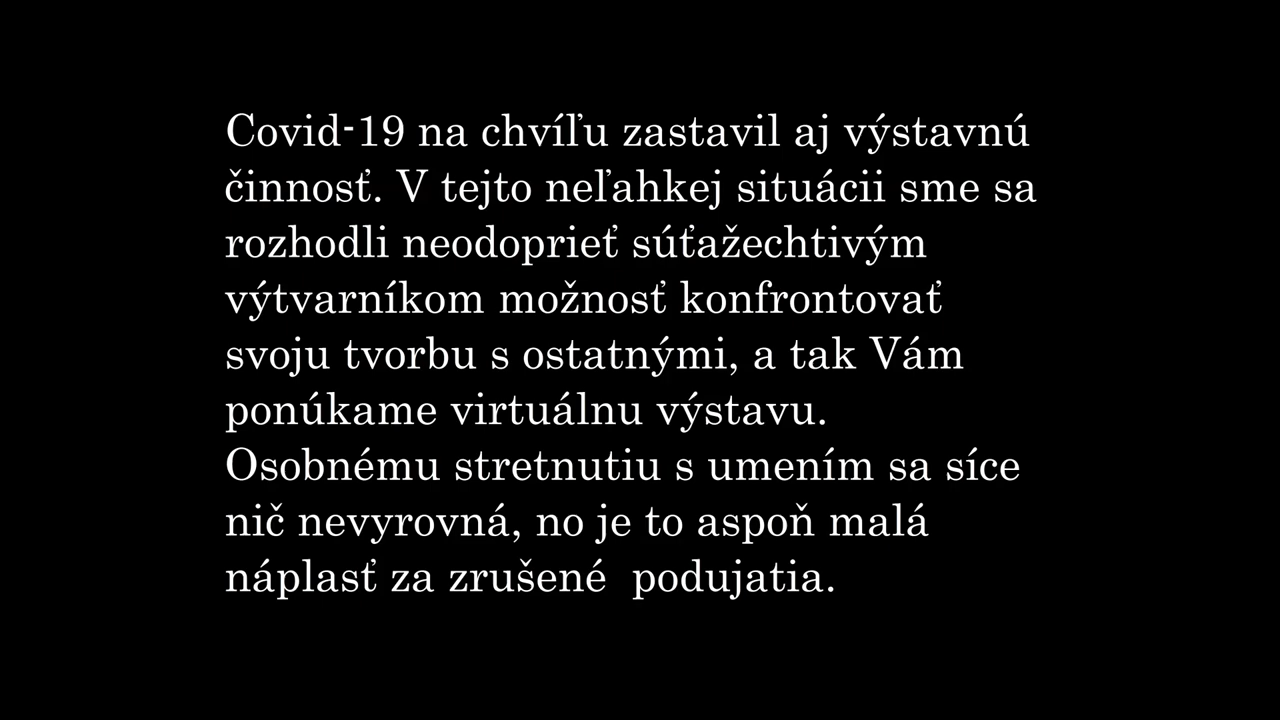 Covid-19 na chvíľu zastavil aj výstavnú
činnosť. V tejto neľahkej situácii sme sa
rozhodli neodoprieť súťažechtivým
výtvarníkom možnosť konfrontovať
svoju tvorbu s ostatnými, a tak Vám
ponúkame virtuálnu výstavu.
Osobnému stretnutiu s umením sa síce
nič nevyrovná, no je to aspoň malá
náplasť za zrušené  podujatia.